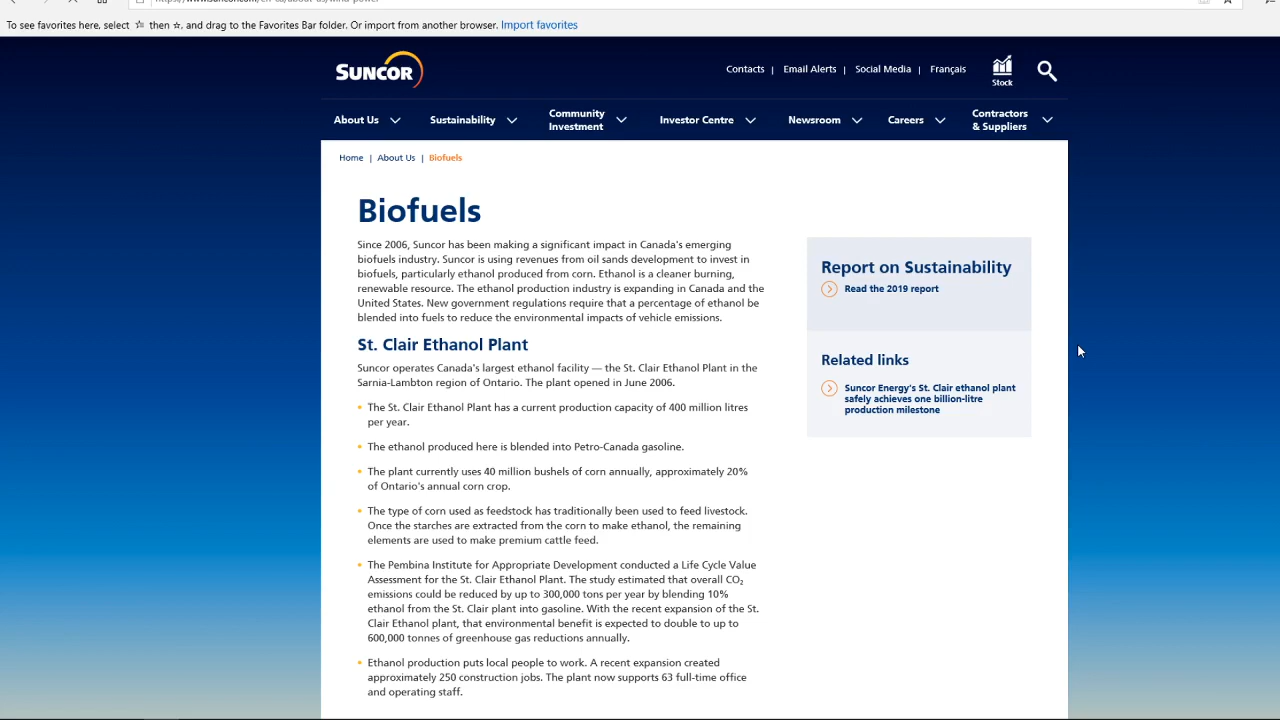 To see favorites here, select then, and drag to the Favorites Bar folder. Or import from another browser. Import favorites
SUNCOR
Contacts | Email Alerts | Social Media | Français
Stock
About Us
Sustainability
Community
Investment
Investor Centre
Newsroom
Careers
Contractors
& Suppliers
Home | About Us | Biofuels
Biofuels
Since 2006, Suncor has been making a significant impact in Canada's emerging
biofuels industry. Suncor is using revenues from oil sands development to invest in
biofuels, particularly ethanol produced from corn. Ethanol is a cleaner burning,
renewable resource. The ethanol production industry is expanding in Canada and the
United States. New government regulations require that a percentage of ethanol be
blended into fuels to reduce the environmental impacts of vehicle emissions.
St. Clair Ethanol Plant
Suncor operates Canada's largest ethanol facility — the St. Clair Ethanol Plant in the
Sarnia-Lambton region of Ontario. The plant opened in June 2006.
• The St. Clair Ethanol Plant has a current production capacity of 400 million litres
per year.
• The ethanol produced here is blended into Petro-Canada gasoline.
• The plant currently uses 40 million bushels of corn annually, approximately 20%
of Ontario's annual corn crop.
• The type of corn used as feedstock has traditionally been used to feed livestock.
Once the starches are extracted from the corn to make ethanol, the remaining
elements are used to make premium cattle feed.
• The Pembina Institute for Appropriate Development conducted a Life Cycle Value
Assessment for the St. Clair Ethanol Plant. The study estimated that overall CO₂
emissions could be reduced by up to 300,000 tons per year by blending 10%
ethanol from the St. Clair plant into gasoline. With the recent expansion of the St.
Clair Ethanol plant, that environmental benefit is expected to double to up to
600,000 tonnes of greenhouse gas reductions annually.
• Ethanol production puts local people to work. A recent expansion created
approximately 250 construction jobs. The plant now supports 63 full-time office
and operating staff.
Report on Sustainability
Read the 2019 report
Related links
Suncor Energy's St. Clair ethanol plant
safely achieves one billion-litre
production milestone